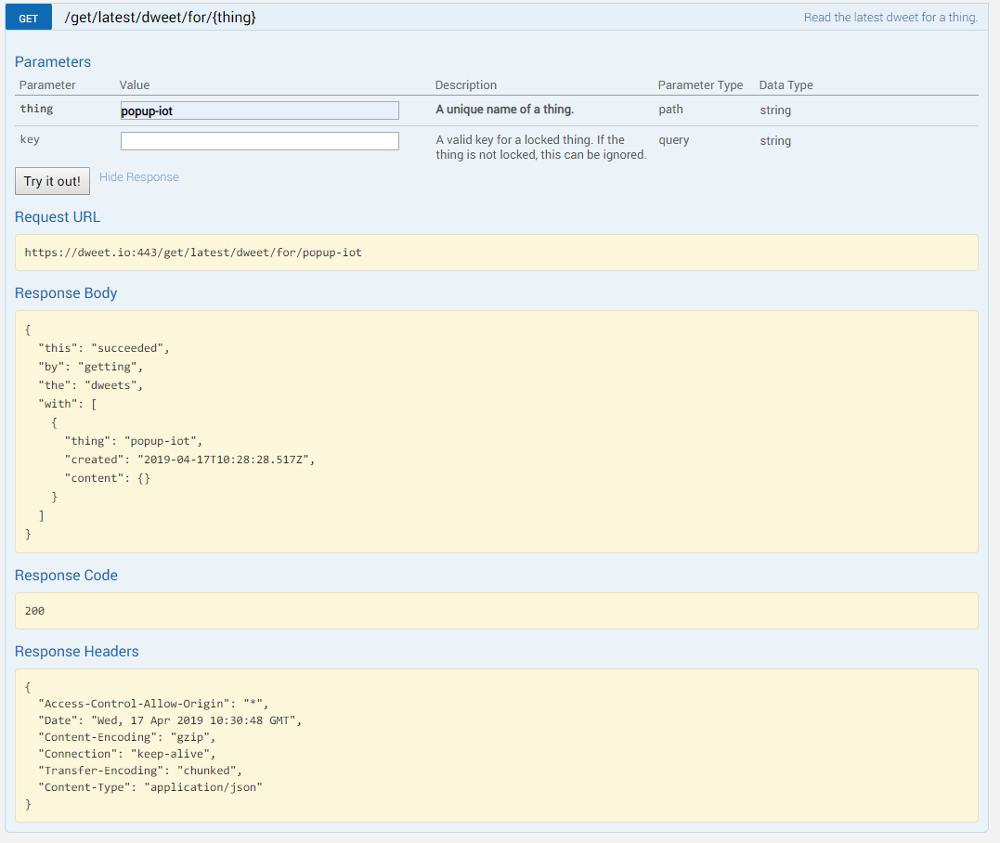 GET /get/latest/dweet/for/{thing} Read the latest dweet for a thing.
Parameters
Parameter Value Description Parameter Type Data Type
thing popup-iot A unique name of a thing. path string
key A valid key for a locked thing. If the query string
thing is not locked, this can be ignored.
Try it out! Hide Response
Request URL
https://dweet.io:443/get/latest/dweet/for/popup-iot
Response Body
{
  "this": "succeeded",
  "by": "getting",
  "the": "dweets",
  "with": [
    {
      "thing": "popup-iot",
      "created": "2019-04-17T10:28:28.517Z",
      "content": {}
    }
  ]
}
Response Code
200
Response Headers
{
  "Access-Control-Allow-Origin": "*",
  "Date": "Wed, 17 Apr 2019 10:30:48 GMT",
  "Content-Encoding": "gzip",
  "Connection": "keep-alive",
  "Transfer-Encoding": "chunked",
  "Content-Type": "application/json"
}